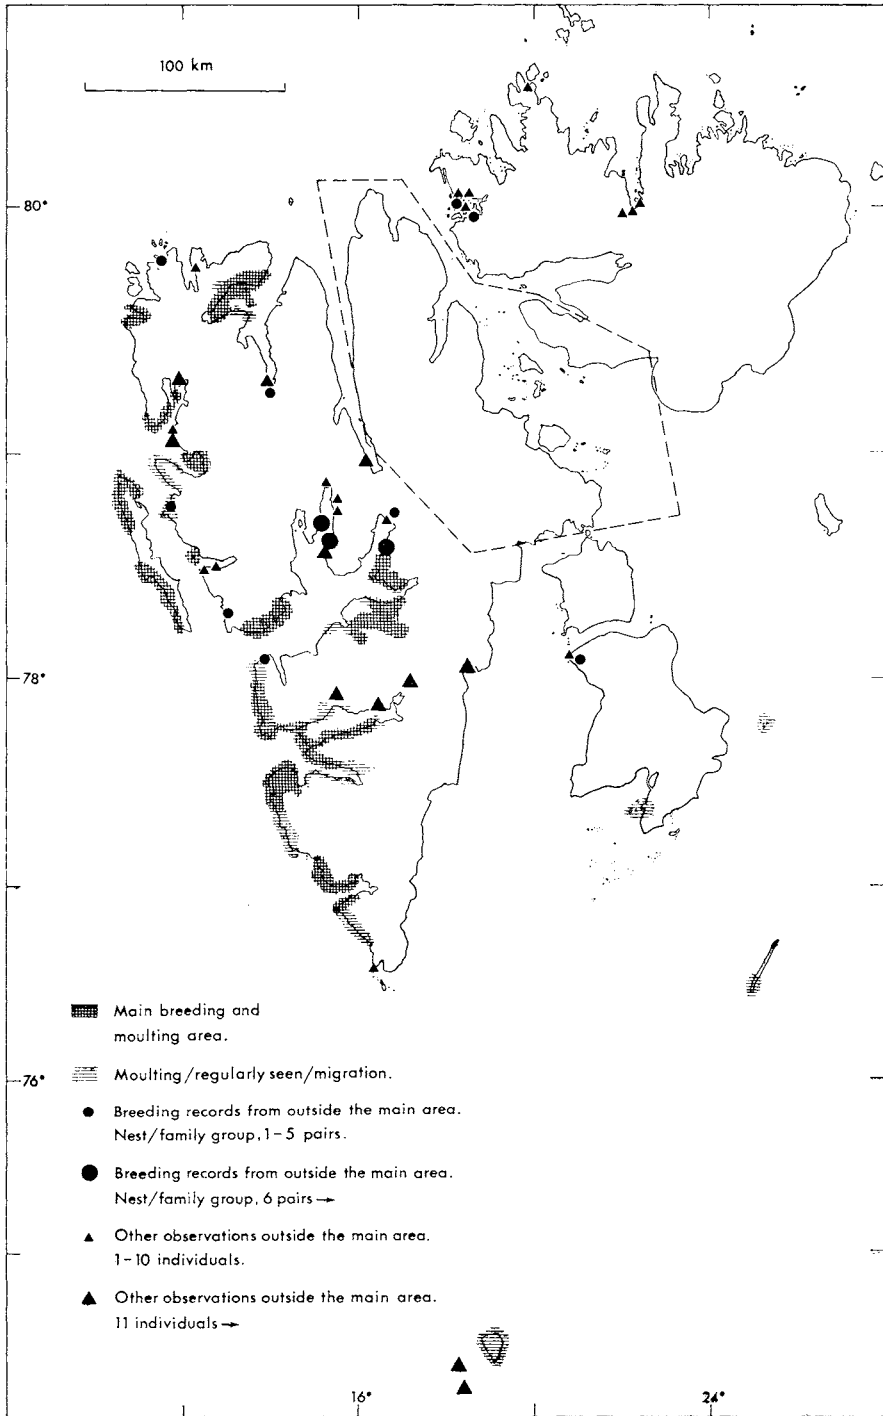 100 km
80°
78°
76°
Main breeding and
moulting area.
Moulting/regularly seen/migration.
Breeding records from outside the main area.
Nest/family group, 1-5 pairs.
Breeding records from outside the main area.
Nest/family group, 6 pairs →
Other observations outside the main area.
1-10 individuals.
Other observations outside the main area.
11 individuals →
16°
24°